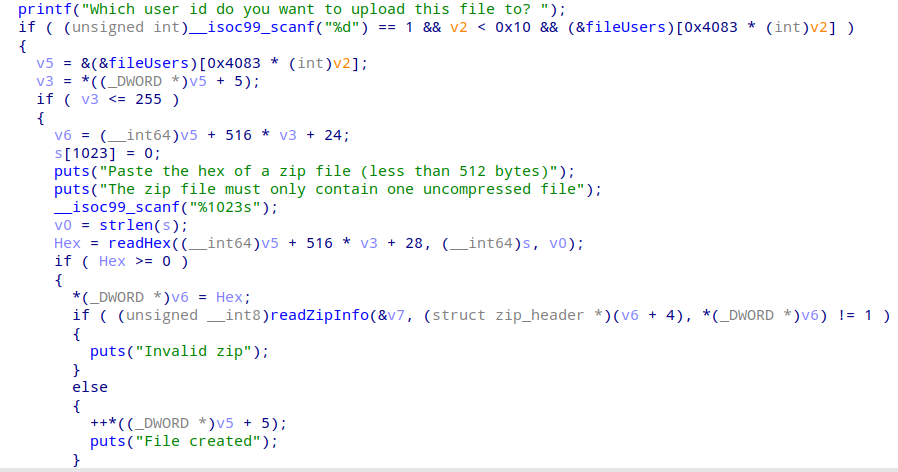 printf("Which user id do you want to upload this file to? ");
if ( (unsigned int)__isoc99_scanf("%d") == 1 && v2 < 0x10 && (&fileUsers)[0x4083 * (int)v2] )
{
v5 = &(&fileUsers)[0x4083 * (int)v2];
v3 = *((_DWORD *)v5 + 5);
if ( v3 <= 255 )
{
v6 = (__int64)v5 + 516 * v3 + 24;
s[1023] = 0;
puts("Paste the hex of a zip file (less than 512 bytes)");
puts("The zip file must only contain one uncompressed file");
__isoc99_scanf("%1023s");
v0 = strlen(s);
Hex = readHex((__int64)v5 + 516 * v3 + 28, (__int64)s, v0);
if ( Hex >= 0 )
{
*(_DWORD *)v6 = Hex;
if ( (unsigned __int8)readZipInfo(&v7, (struct zip_header *)(v6 + 4), *(_DWORD *)v6) != 1 )
{
puts("Invalid zip");
}
else
{
++*((_DWORD *)v5 + 5);
puts("File created");
}